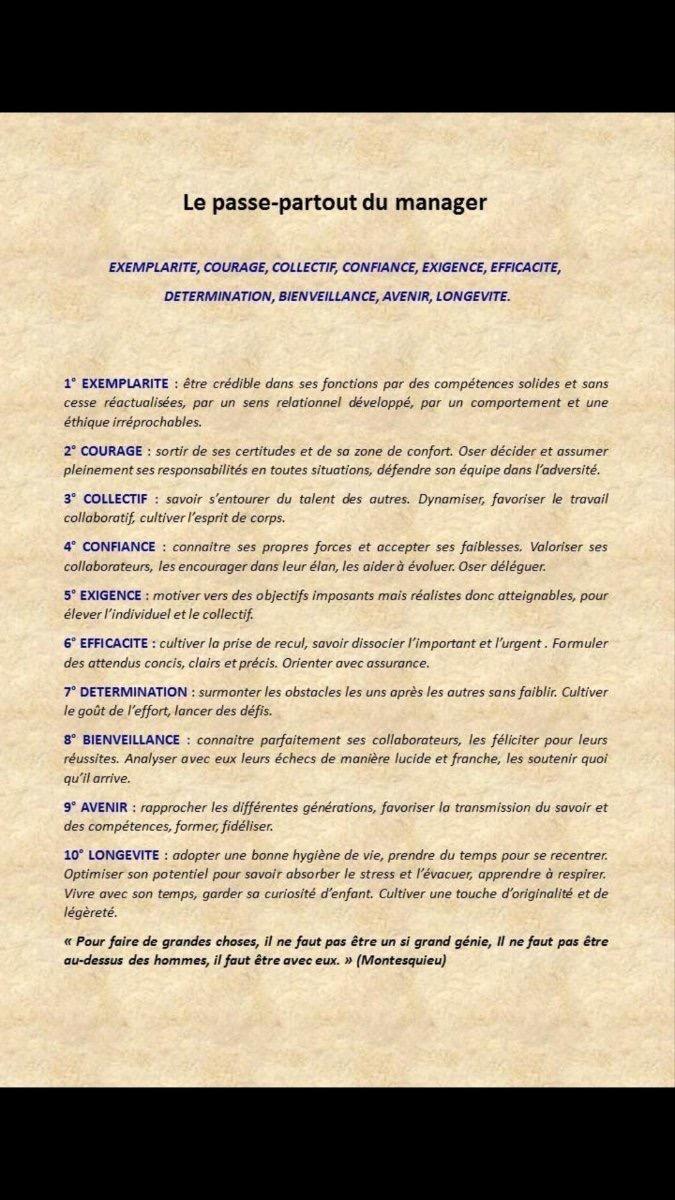 Le passe-partout du manager
EXEMPLARITE, COURAGE, COLLECTIF, CONFIANCE, EXIGENCE, EFFICACITE,
DETERMINATION, BIENVEILLANCE, AVENIR, LONGEVITE.
1° EXEMPLARITE : être crédible dans ses fonctions par des compétences solides et sans
cesse réactualisées, par un sens relationnel développé, par un comportement et une
éthique irréprochables.
2° COURAGE : sortir de ses certitudes et de sa zone de confort. Oser décider et assumer
pleinement ses responsabilités en toutes situations, défendre son équipe dans l'adversité.
3° COLLECTIF : savoir s'entourer du talent des autres. Dynamiser, favoriser le travail
collaboratif, cultiver l'esprit de corps.
4° CONFIANCE : connaitre ses propres forces et accepter ses faiblesses. Valoriser ses
collaborateurs, les encourager dans leur élan, les aider à évoluer. Oser déléguer.
5° EXIGENCE : motiver vers des objectifs imposants mais réalistes donc atteignables, pour
élever l'individuel et le collectif.
6° EFFICACITE : cultiver la prise de recul, savoir dissocier l'important et l'urgent . Formuler
des attendus concis, clairs et précis. Orienter avec assurance.
7° DETERMINATION : surmonter les obstacles les uns après les autres sans faiblir. Cultiver
le goût de l'effort, lancer des défis.
8° BIENVEILLANCE : connaitre parfaitement ses collaborateurs, les féliciter pour leurs
réussites. Analyser avec eux leurs échecs de manière lucide et franche, les soutenir quoi
qu'il arrive.
9° AVENIR : rapprocher les différentes générations, favoriser la transmission du savoir et
des compétences, former, fidéliser.
10° LONGEVITE : adopter une bonne hygiène de vie, prendre du temps pour se recentrer.
Optimiser son potentiel pour savoir absorber le stress et l'évacuer, apprendre à respirer.
Vivre avec son temps, garder sa curiosité d'enfant. Cultiver une touche d'originalité et de
légèreté.
« Pour faire de grandes choses, il ne faut pas être un si grand génie, Il ne faut pas être
au-dessus des hommes, il faut être avec eux. » (Montesquieu)